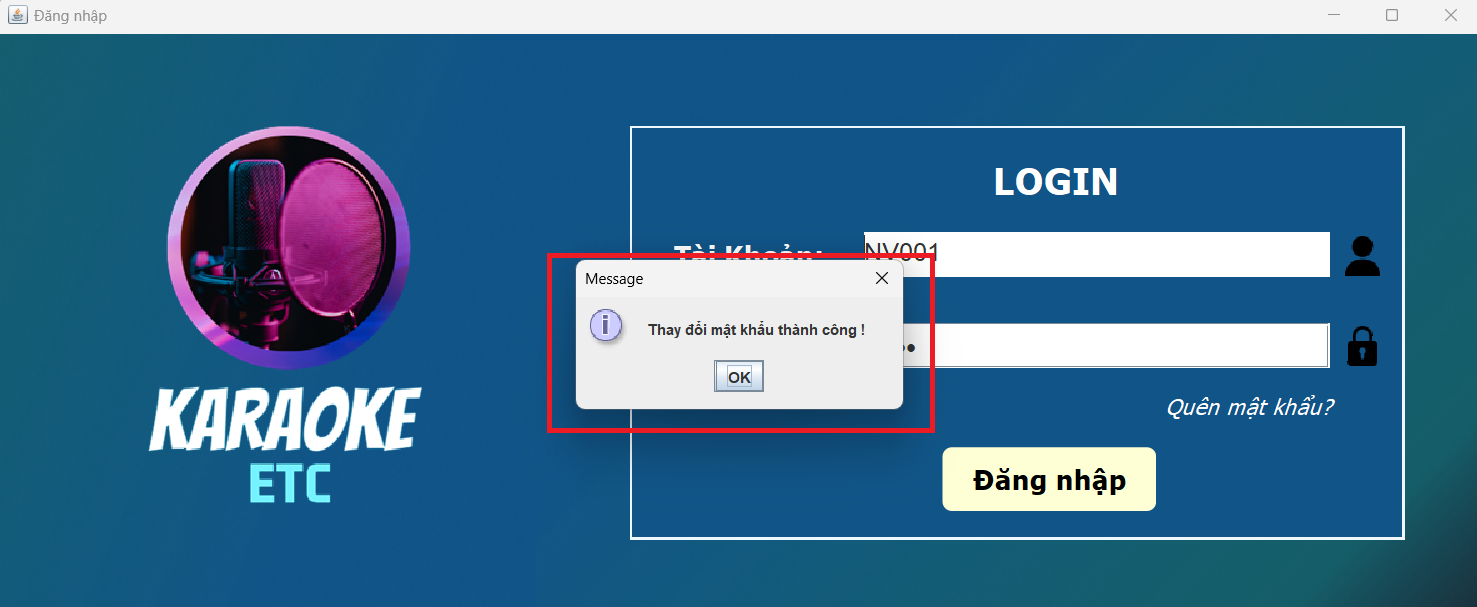 Đăng nhập
LOGIN
Tài Khoản:
NV001
Message
Thay đổi mật khẩu thành công !
OK
Quên mật khẩu?
Đăng nhập
KARAOKE
ETC